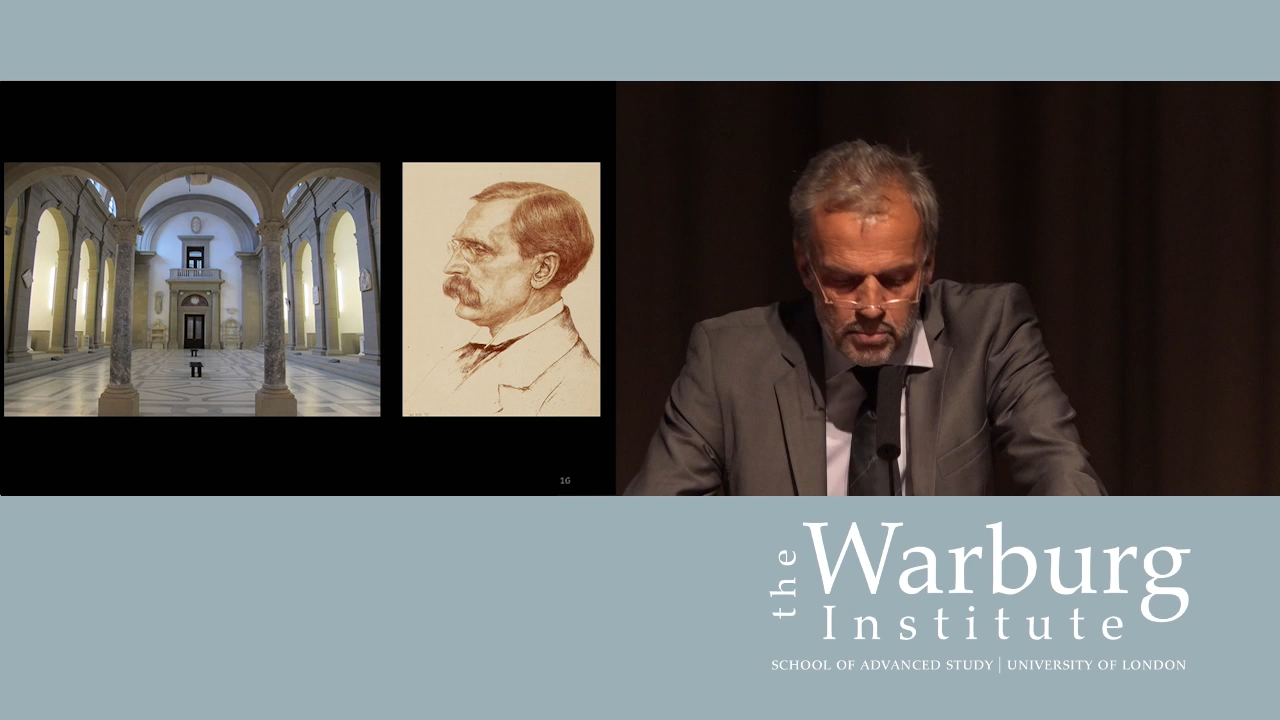 16
the
Warburg
Institute
SCHOOL OF ADVANCED STUDY | UNIVERSITY OF LONDON